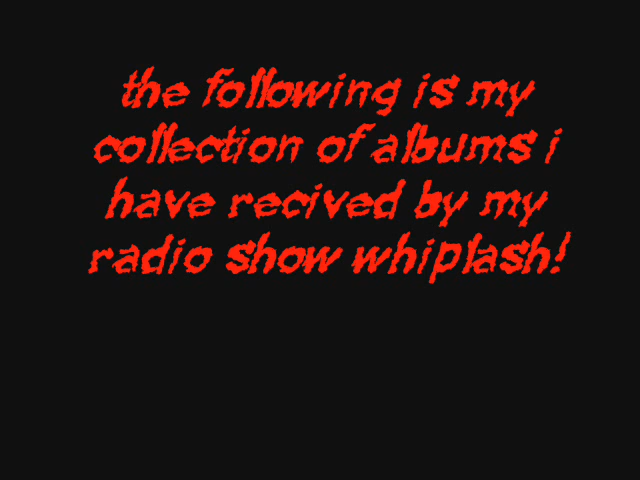 the following is my
collection of albums i
have recived by my
radio show whiplash!